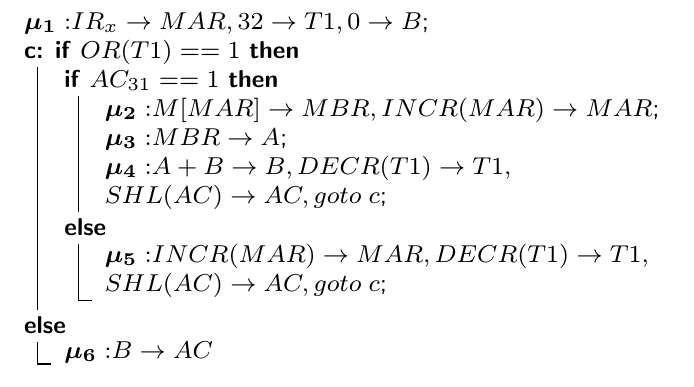 μ₁ :IRₓ → MAR, 32 → T1, 0 → B;
c: if OR(T1) == 1 then
if AC₃₁ == 1 then
μ₂ :M[MAR] → MBR, INCR(MAR) → MAR;
μ₃ :MBR → A;
μ₄ :A + B → B, DECR(T1) → T1,
SHL(AC) → AC, goto c;
else
μ₅ :INCR(MAR) → MAR, DECR(T1) → T1,
SHL(AC) → AC, goto c;
else
μ₆ :B → AC